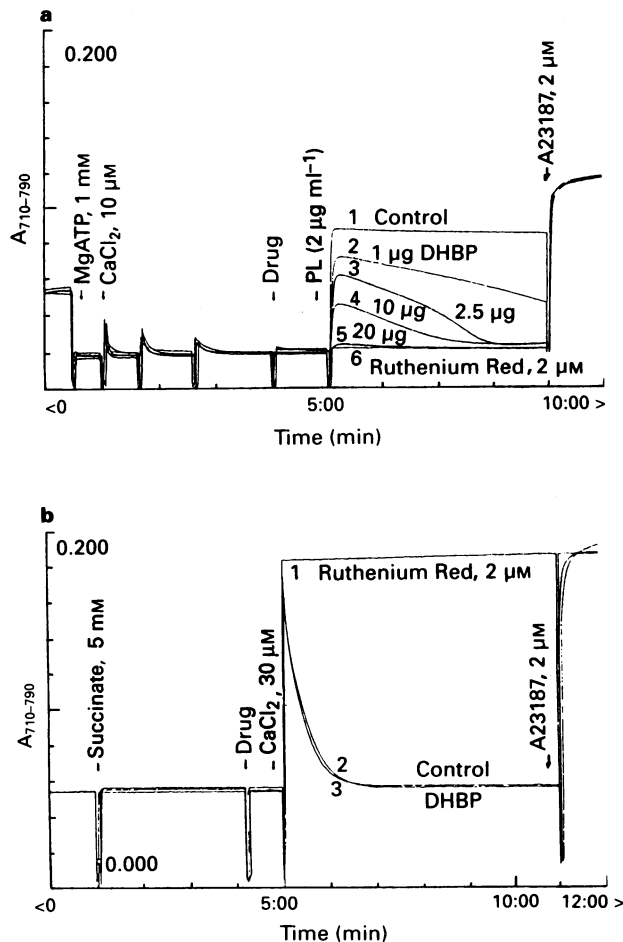 a
0.200
A710–790
MgATP, 1 mM
CaCl2, 10 μM
Drug
PL (2 μg ml−1)
A23187, 2 μM
1 Control
2 1 μg DHBP
3
4 10 μg 2.5 μg
5 20 μg
6 Ruthenium Red, 2 μM
<0 5:00 10:00 >
Time (min)
b
0.200
A710–790
Succinate, 5 mM
Drug
CaCl2, 30 μM
1 Ruthenium Red, 2 μM
A23187, 2 μM
2 Control
3 DHBP
0.000
<0 5:00 10:00 12:00 >
Time (min)